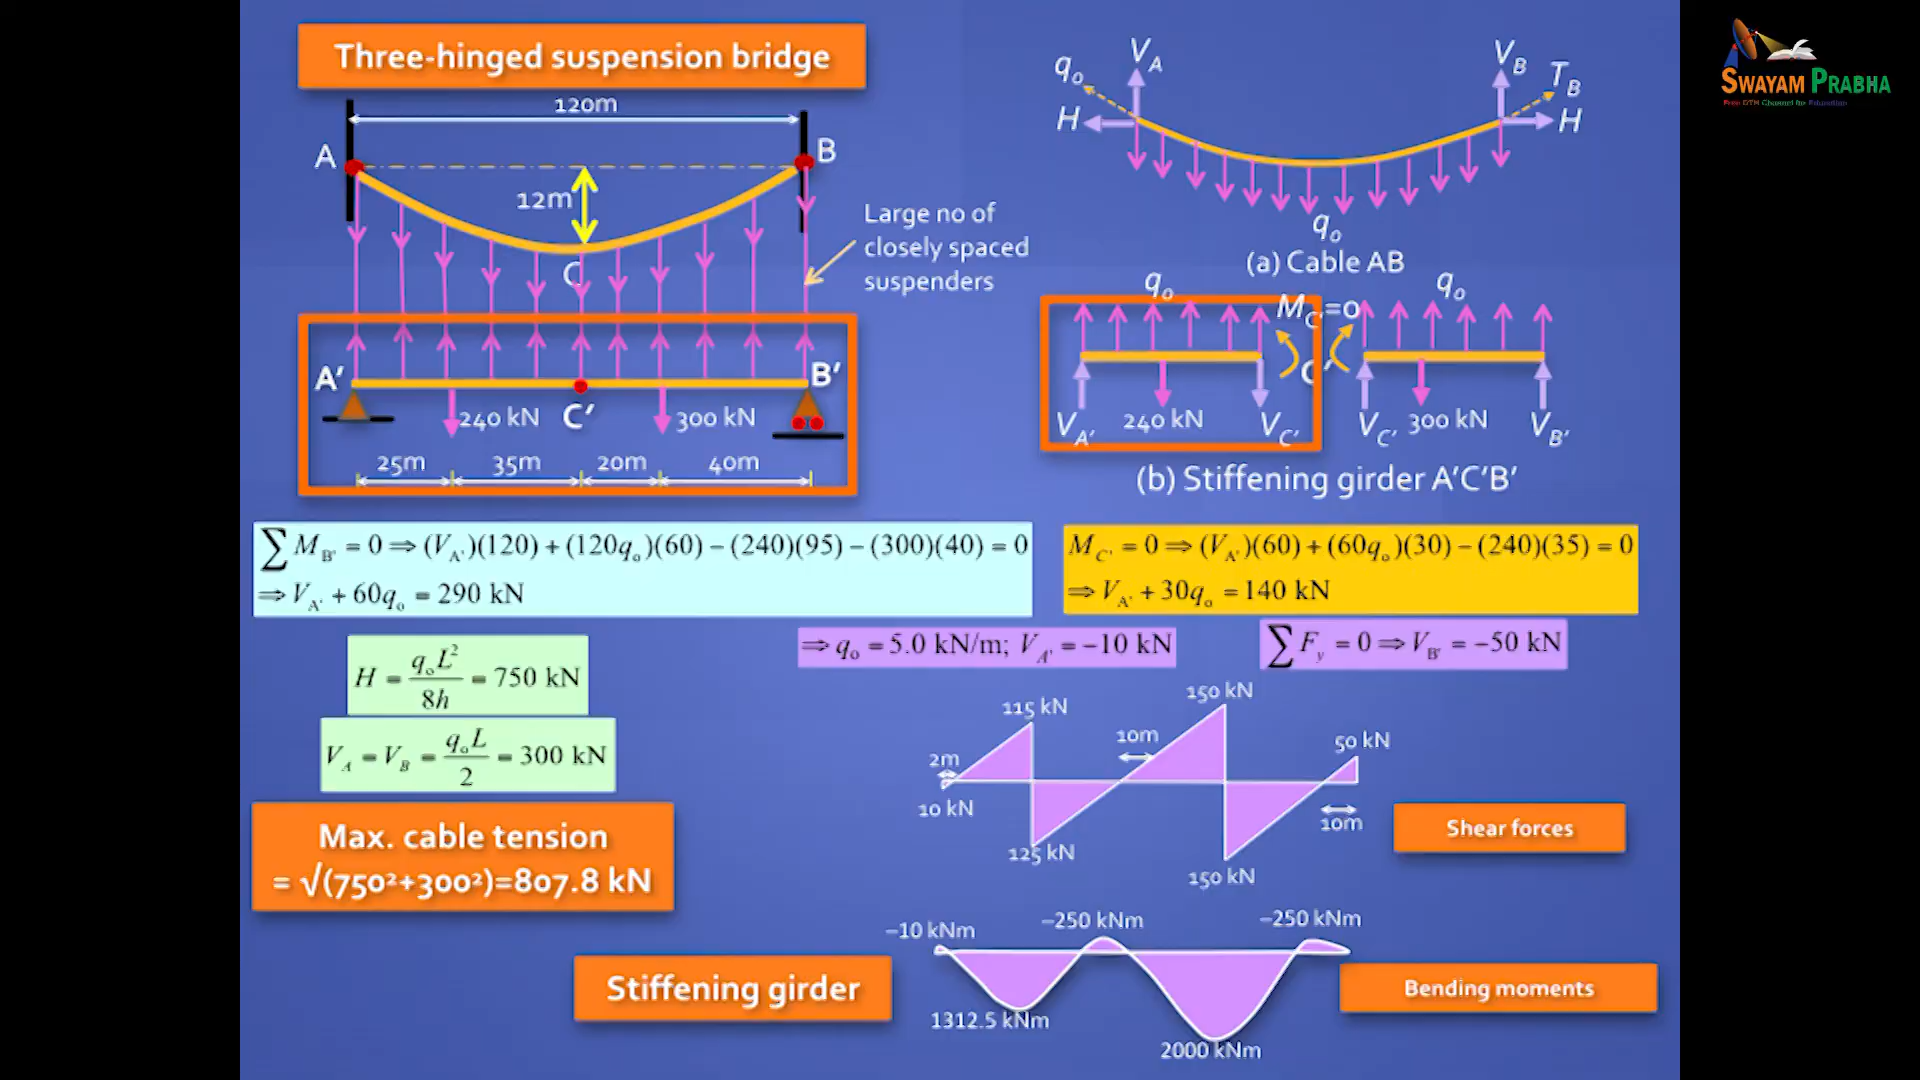 Three-hinged suspension bridge
SWAYAM PRABHA
Free DTH Channel for Education
120m
A
B
12m
C
Large no of
closely spaced
suspenders
A′
B′
C′
240 kN
300 kN
25m
35m
20m
40m
V_A
V_B
q_o
T_B
H
H
q_o
(a) Cable AB
q_o
M_C′=0
q_o
C′
V_A′
240 kN
V_C′
V_C′
300 kN
V_B′
(b) Stiffening girder A′C′B′
∑M_B′ = 0 ⇒ (V_A′)(120) + (120q_o)(60) − (240)(95) − (300)(40) = 0
⇒ V_A′ + 60q_o = 290 kN
M_C′ = 0 ⇒ (V_A′)(60) + (60q_o)(30) − (240)(35) = 0
⇒ V_A′ + 30q_o = 140 kN
⇒ q_o = 5.0 kN/m; V_A′ = −10 kN
∑F_y = 0 ⇒ V_B′ = −50 kN
H = q_oL²/8h = 750 kN
V_A = V_B = q_oL/2 = 300 kN
Max. cable tension
= √(750²+300²)=807.8 kN
115 kN
150 kN
50 kN
2m
10m
10 kN
125 kN
150 kN
10m
Shear forces
−10 kNm
−250 kNm
−250 kNm
Stiffening girder
1312.5 kNm
2000 kNm
Bending moments